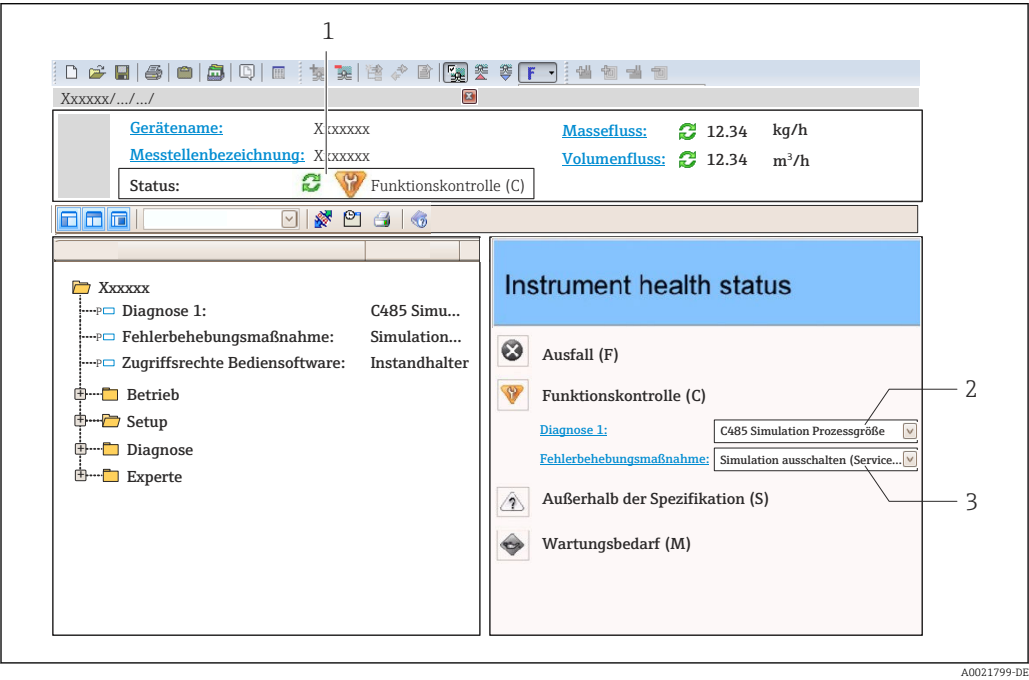 1
F
Xxxxxx/.../.../
Gerätename: Xxxxxxx
Massefluss: 12.34 kg/h
Messstellenbezeichnung: Xxxxxxx
Volumenfluss: 12.34 m³/h
Status: Funktionskontrolle (C)
Xxxxxx
P Diagnose 1: C485 Simu...
P Fehlerbehebungsmaßnahme: Simulation...
P Zugriffsrechte Bediensoftware: Instandhalter
Betrieb
Setup
Diagnose
Experte
Instrument health status
Ausfall (F)
Funktionskontrolle (C)
2
Diagnose 1: C485 Simulation Prozessgröße
Fehlerbehebungsmaßnahme: Simulation ausschalten (Service...
3
Außerhalb der Spezifikation (S)
Wartungsbedarf (M)
A0021799-DE